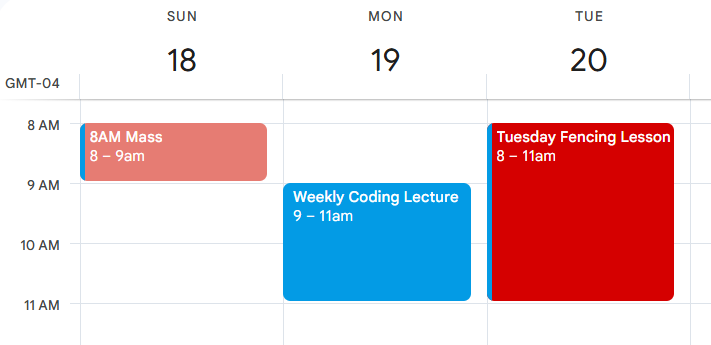 SUN
MON
TUE
18
19
20
GMT-04
8 AM
8AM Mass
8 – 9am
Tuesday Fencing Lesson
8 – 11am
9 AM
Weekly Coding Lecture
9 – 11am
10 AM
11 AM